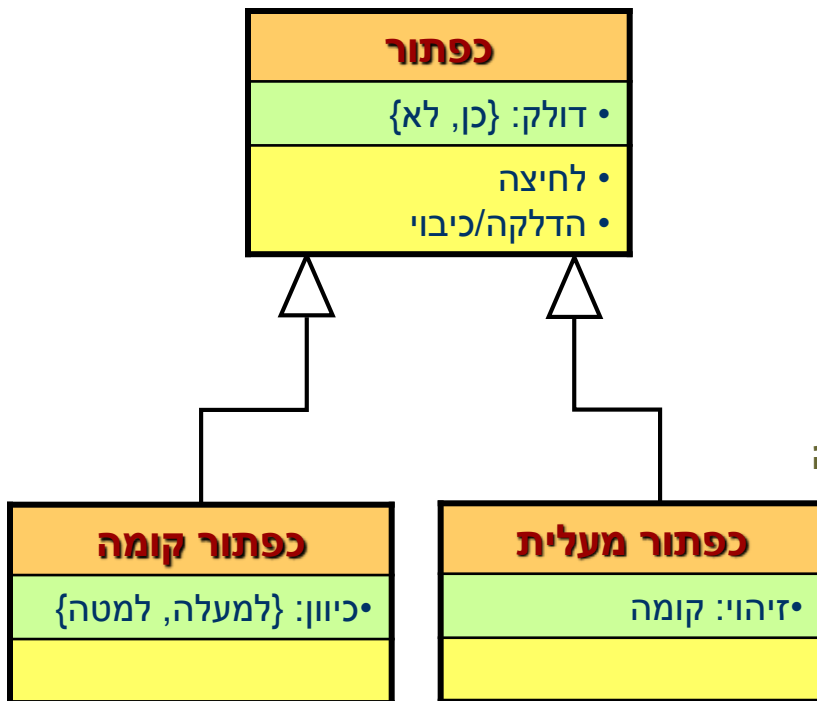 כפתור
• דולק: {כן, לא}
• לחיצה
• הדלקה/כיבוי
כפתור מעלית
•זיהוי: קומה
כפתור קומה
•כיוון: {למעלה, למטה}